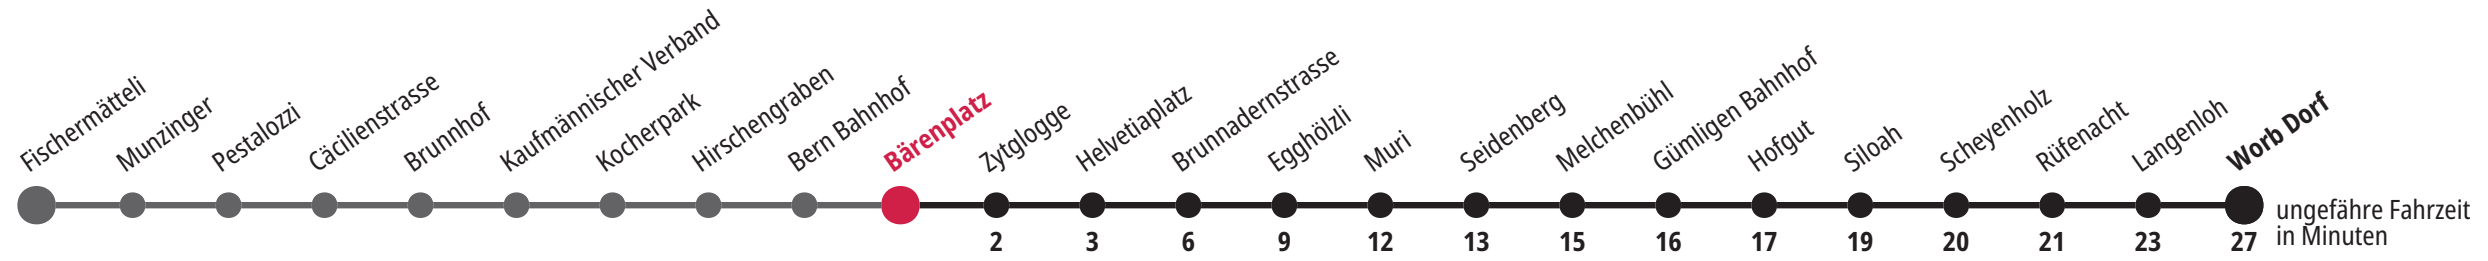 Fischermätteli
Munzinger
Pestalozzi
Cäcilienstrasse
Brunnhof
Kaufmännischer Verband
Kocherpark
Hirschengraben
Bern Bahnhof
Bärenplatz
Zytglogge
Helvetiaplatz
Brunnadernstrasse
Egghölzli
Muri
Seidenberg
Melchenbühl
Gümligen Bahnhof
Hofgut
Siloah
Scheyenholz
Rüfenacht
Langenloh
Worb Dorf
2 3 6 9 12 13 15 16 17 19 20 21 23 27
ungefähre Fahrzeit
in Minuten